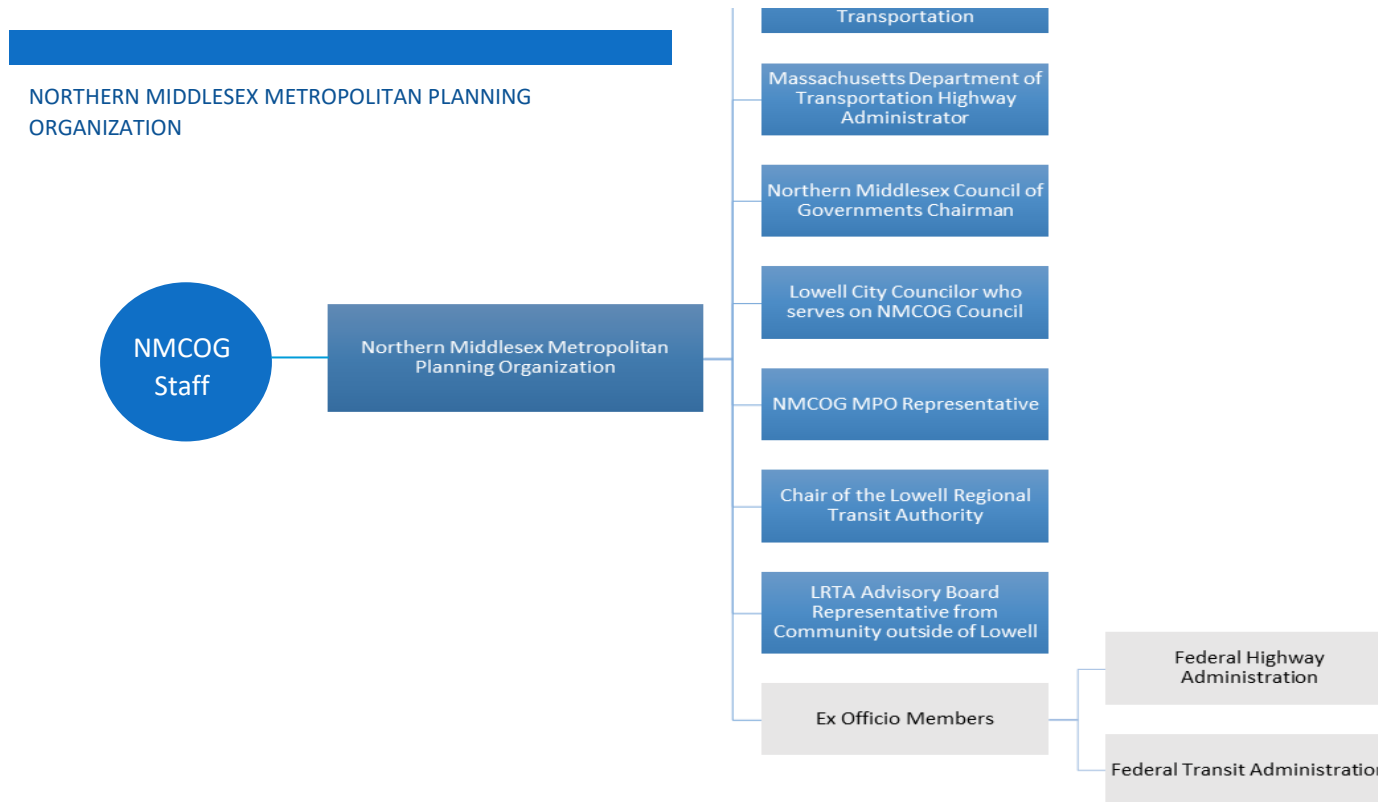 Transportation
NORTHERN MIDDLESEX METROPOLITAN PLANNING
ORGANIZATION
Massachusetts Department of
Transportation Highway
Administrator
Northern Middlesex Council of
Governments Chairman
Lowell City Councilor who
serves on NMCOG Council
NMCOG
Staff
Northern Middlesex Metropolitan
Planning Organization
NMCOG MPO Representative
Chair of the Lowell Regional
Transit Authority
LRTA Advisory Board
Representative from
Community outside of Lowell
Ex Officio Members
Federal Highway
Administration
Federal Transit Administration